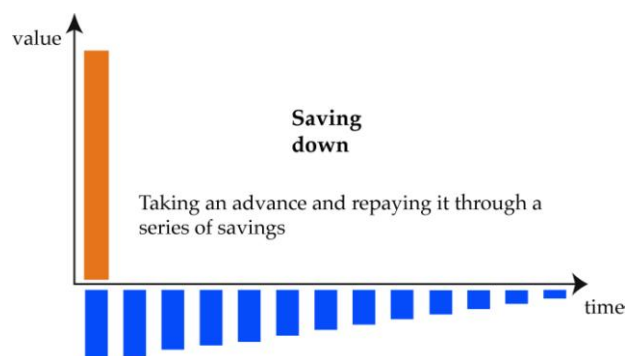 value
Saving
down
Taking an advance and repaying it through a
series of savings
time